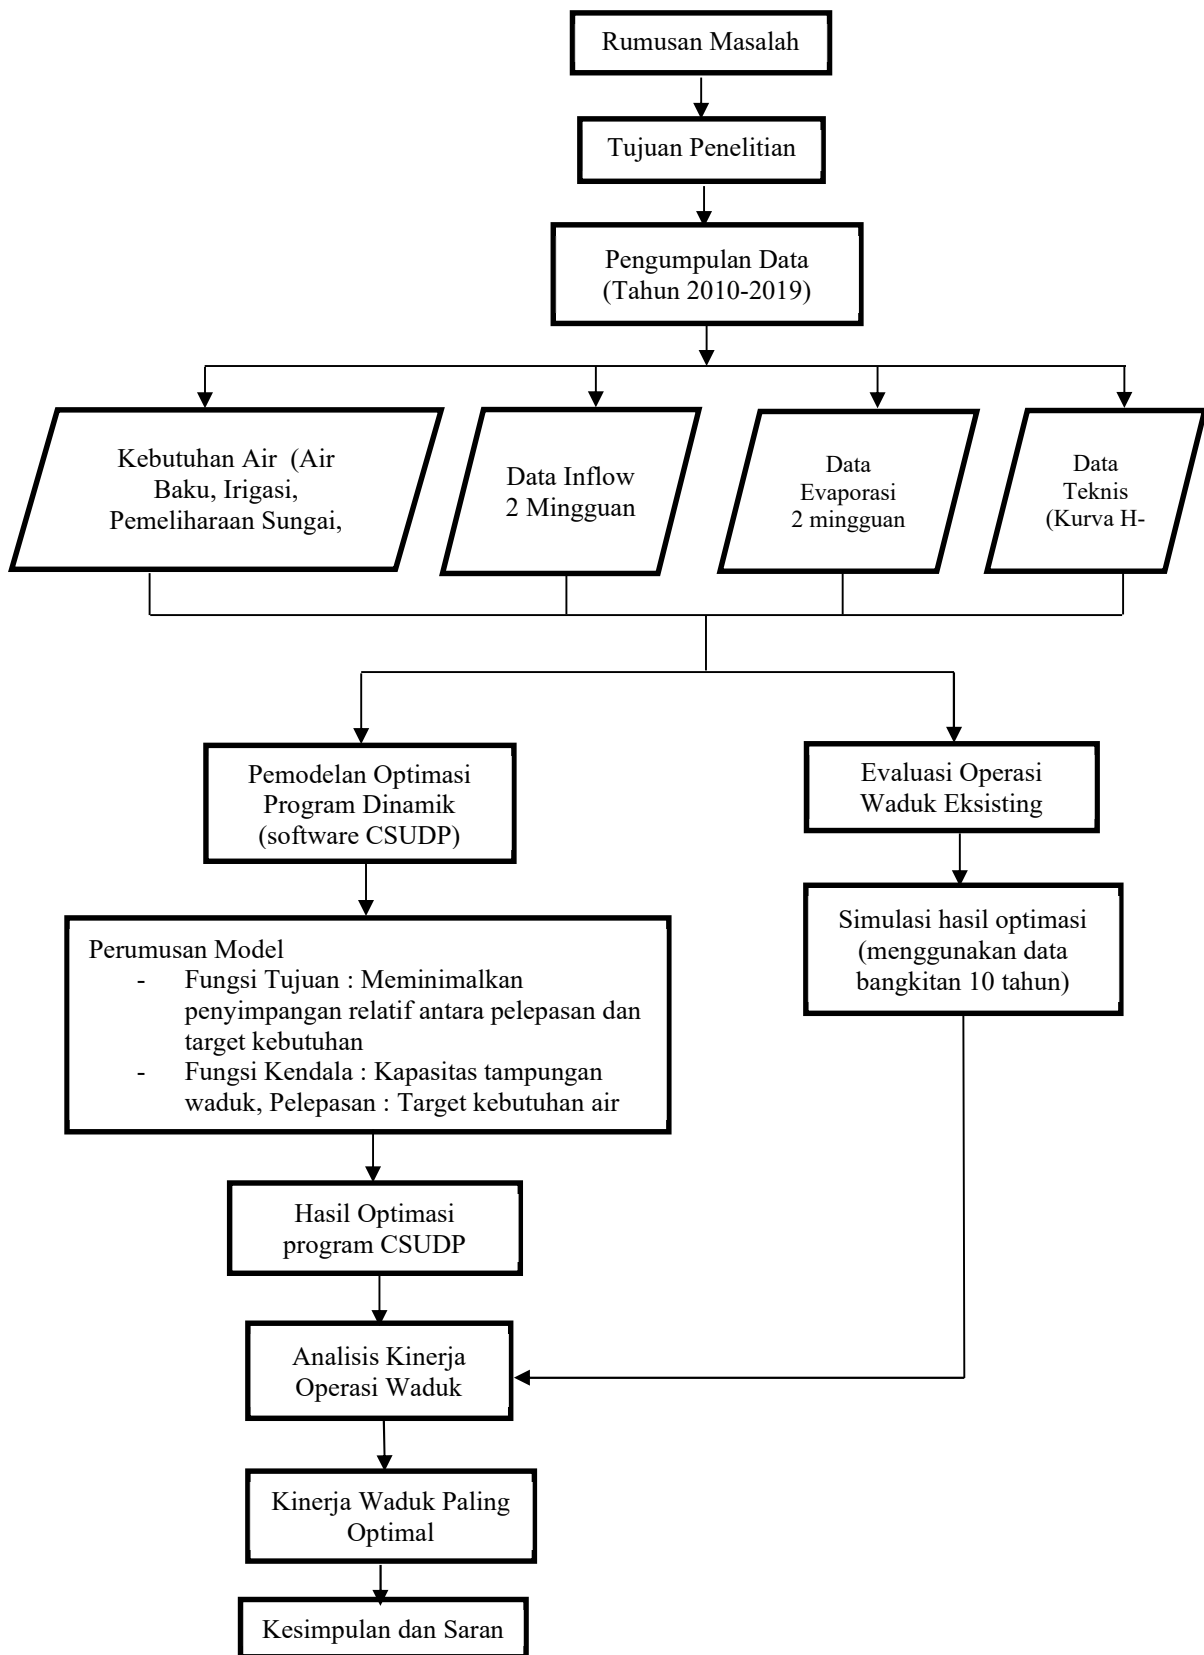 Rumusan Masalah
Tujuan Penelitian
Pengumpulan Data
(Tahun 2010-2019)
Kebutuhan Air  (Air
Baku, Irigasi,
Pemeliharaan Sungai,
Data Inflow
2 Mingguan
Data
Evaporasi
2 mingguan
Data
Teknis
(Kurva H-
Pemodelan Optimasi
Program Dinamik
(software CSUDP)
Evaluasi Operasi
Waduk Eksisting
Simulasi hasil optimasi
(menggunakan data
bangkitan 10 tahun)
Perumusan Model
- Fungsi Tujuan : Meminimalkan
penyimpangan relatif antara pelepasan dan
target kebutuhan
- Fungsi Kendala : Kapasitas tampungan
waduk, Pelepasan : Target kebutuhan air
Hasil Optimasi
program CSUDP
Analisis Kinerja
Operasi Waduk
Kinerja Waduk Paling
Optimal
Kesimpulan dan Saran